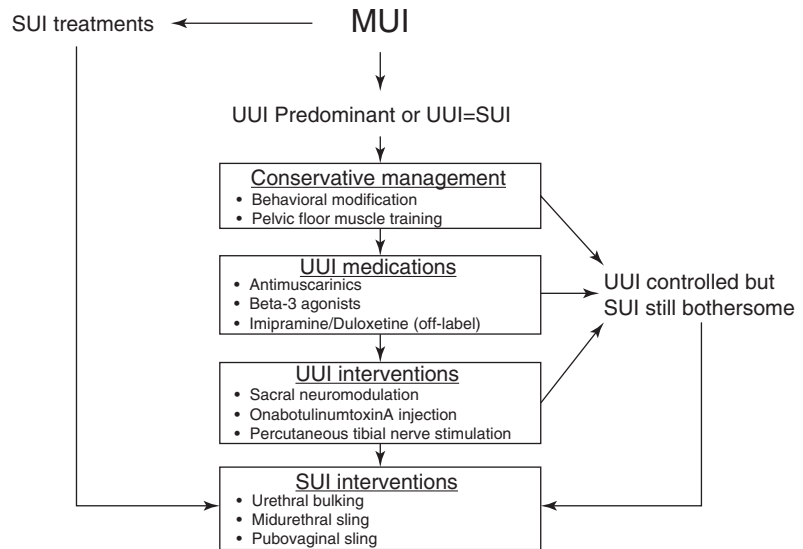 SUI treatments
MUI
UUI Predominant or UUI=SUI
Conservative management
• Behavioral modification
• Pelvic floor muscle training
UUI medications
• Antimuscarinics
• Beta-3 agonists
• Imipramine/Duloxetine (off-label)
UUI controlled but
SUI still bothersome
UUI interventions
• Sacral neuromodulation
• OnabotulinumtoxinA injection
• Percutaneous tibial nerve stimulation
SUI interventions
• Urethral bulking
• Midurethral sling
• Pubovaginal sling